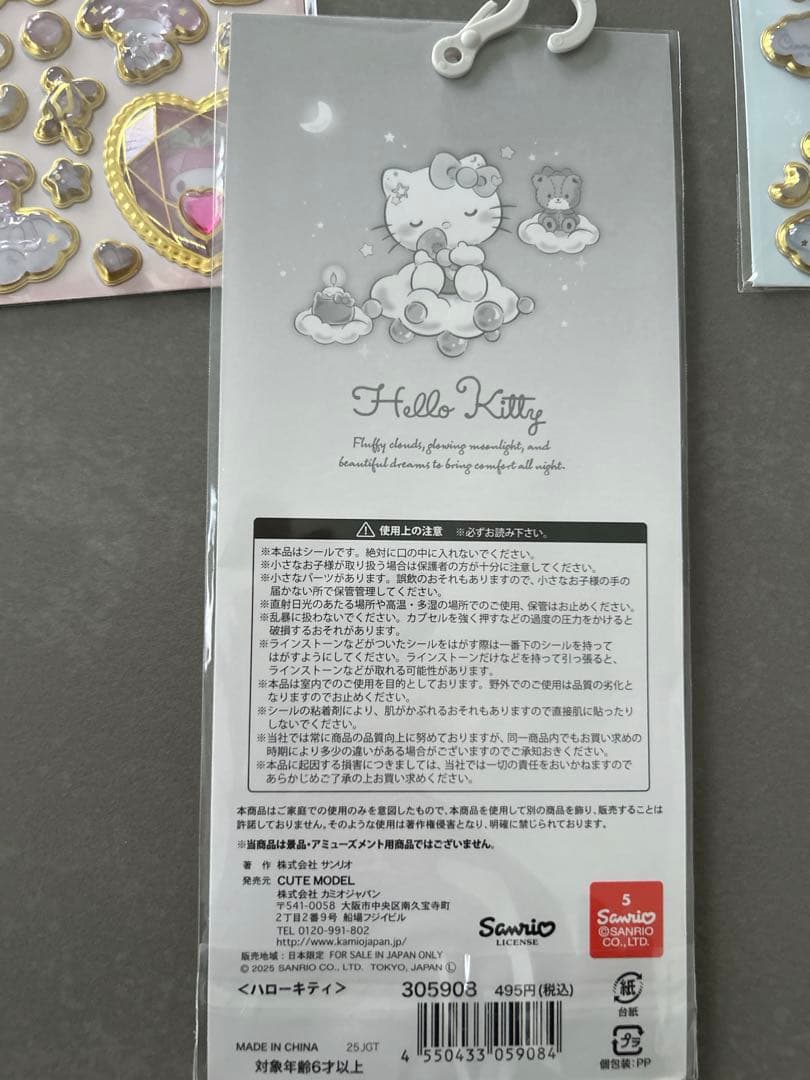 Hello Kitty
Fluffy clouds, glowing moonlight, and
beautiful dreams to bring comfort all night.
使用上の注意 ※必ずお読み下さい。
※本品はシールです。絶対に口の中に入れないでください。
※小さなお子様が取り扱う場合は保護者の方が十分に注意してください。
※小さなパーツがあります。誤飲のおそれもありますので、小さなお子様の手の
届かない所で保管管理してください。
※直射日光のあたる場所や高温・多湿の場所でのご使用、保管はお止めください。
※乱暴に扱わないでください。カプセルを強く押すなどの過度の圧力をかけると
破損するおそれがあります。
※ラインストーンなどがついたシールをはがす際は一番下のシールを持って
はがすようにしてください。ラインストーンだけなどを持って引っ張ると、
ラインストーンなどが取れる可能性があります。
※本品は室内でのご使用を目的としております。野外でのご使用は品質の劣化と
なりますのでお止めください。
※シールの粘着剤により、肌がかぶれるおそれもありますので直接肌に貼ったり
しないでください。
※当社では常に商品の品質向上に努めておりますが、同一商品内でもお買い求めの
時期により多少の違いがある場合がございますのでご承知おきください。
※本品に起因する損害につきましては、当社では一切の責任をおいかねますので
あらかじめご了承の上お買い求めください。
本商品はご家庭での使用のみを意図したもので、本商品を使用して別の商品を飾り、販売することは
許諾しておりません。そのような使用は著作権侵害となり、明確に禁じられております。
※当商品は景品・アミューズメント用商品ではございません。
著 作 株式会社 サンリオ
発売元 CUTE MODEL
株式会社 カミオジャパン
〒541-0058 大阪市中央区南久宝寺町
2丁目2番9号 船場フジイビル
TEL 0120-991-802
http://www.kamiojapan.jp/
販売地域：日本限定 FOR SALE IN JAPAN ONLY
© 2025 SANRIO CO., LTD. TOKYO, JAPAN Ⓛ
Sanrio
LICENSE
5
Sanrio
©SANRIO
CO.,LTD.
<ハローキティ> 305908 495円(税込)
紙
台紙
プラ
個包装：PP
MADE IN CHINA 25JGT
対象年齢6才以上
4 550433 059084